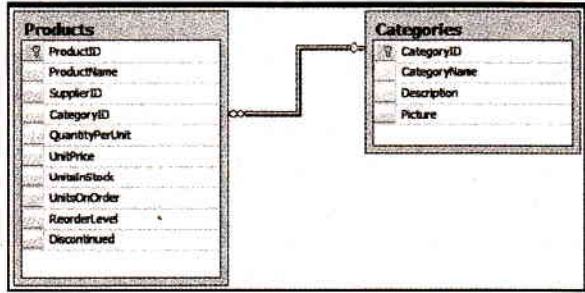 Products
ProductID
ProductName
SupplierID
CategoryID
QuantityPerUnit
UnitPrice
UnitsInStock
UnitsOnOrder
ReorderLevel
Discontinued
Categories
CategoryID
CategoryName
Description
Picture